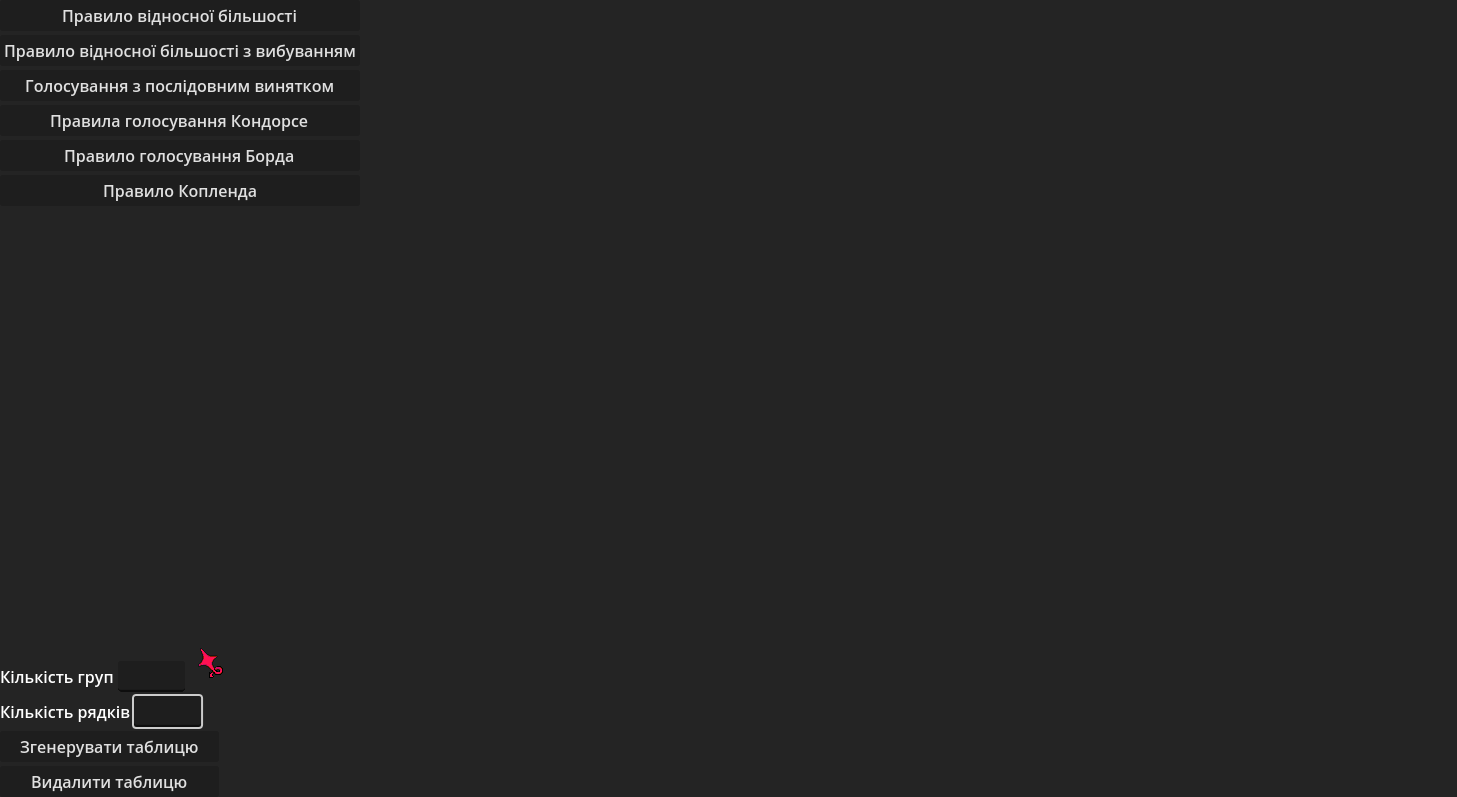 Правило відносної більшості
Правило відносної більшості з вибуванням
Голосування з послідовним винятком
Правила голосування Кондорсе
Правило голосування Борда
Правило Копленда
Кількість груп
Кількість рядків
Згенерувати таблицю
Видалити таблицю